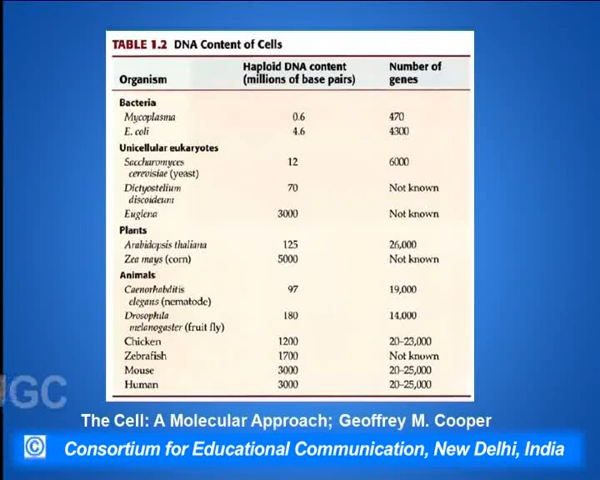 TABLE 1.2 DNA Content of Cells
Haploid DNA content Number of
Organism (millions of base pairs) genes
Bacteria
Mycoplasma 0.6 470
E. coli 4.6 4300
Unicellular eukaryotes
Saccharomyces 12 6000
cerevisiae (yeast)
Dictyostelium 70 Not known
discoideum
Euglena 3000 Not known
Plants
Arabidopsis thaliana 125 26,000
Zea mays (corn) 5000 Not known
Animals
Caenorhabditis 97 19,000
elegans (nematode)
Drosophila 180 14,000
melanogaster (fruit fly)
Chicken 1200 20–23,000
Zebrafish 1700 Not known
Mouse 3000 20–25,000
Human 3000 20–25,000
GC
The Cell: A Molecular Approach; Geoffrey M. Cooper
© Consortium for Educational Communication, New Delhi, India